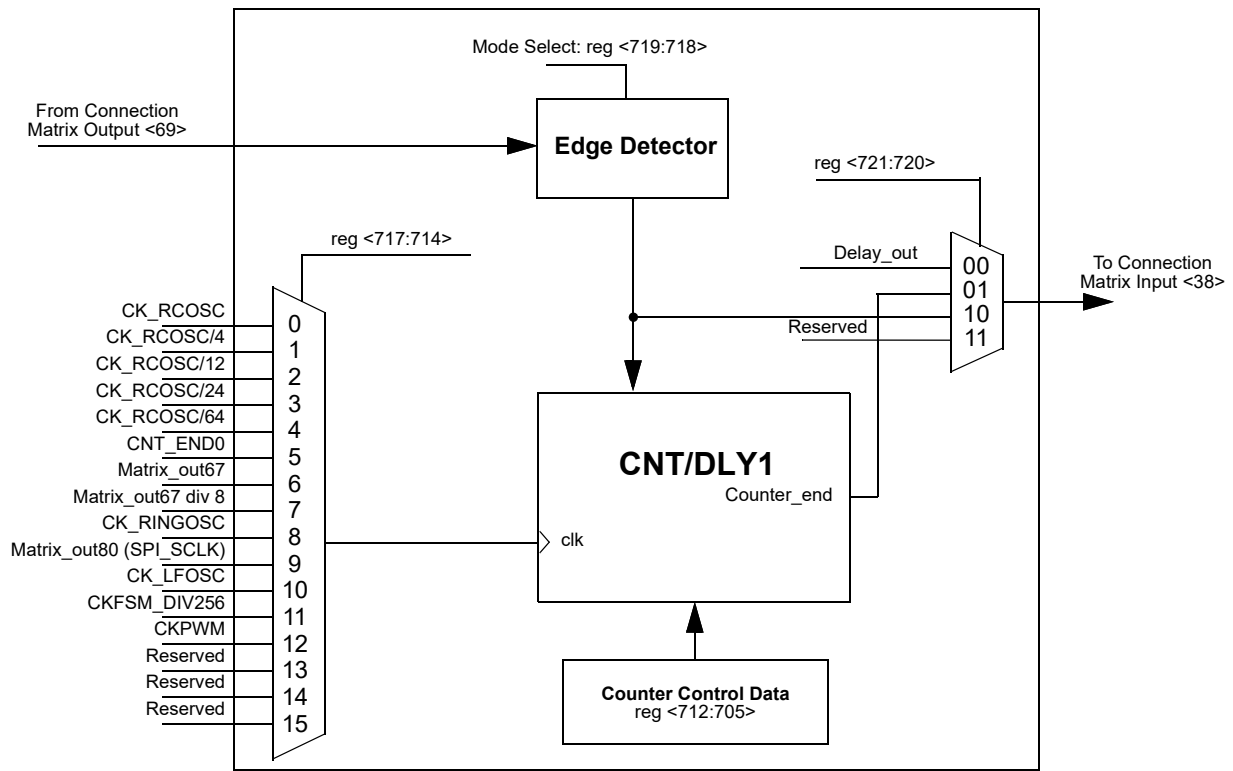 Mode Select: reg <719:718>
From Connection
Matrix Output <69>
Edge Detector
reg <721:720>
reg <717:714>
Delay_out
00
01
10
11
Reserved
To Connection
Matrix Input <38>
CK_RCOSC 0
CK_RCOSC/4 1
CK_RCOSC/12 2
CK_RCOSC/24 3
CK_RCOSC/64 4
CNT_END0 5
Matrix_out67 6
Matrix_out67 div 8 7
CK_RINGOSC 8
Matrix_out80 (SPI_SCLK) 9
CK_LFOSC 10
CKFSM_DIV256 11
CKPWM 12
Reserved 13
Reserved 14
Reserved 15
CNT/DLY1
Counter_end
clk
Counter Control Data
reg <712:705>